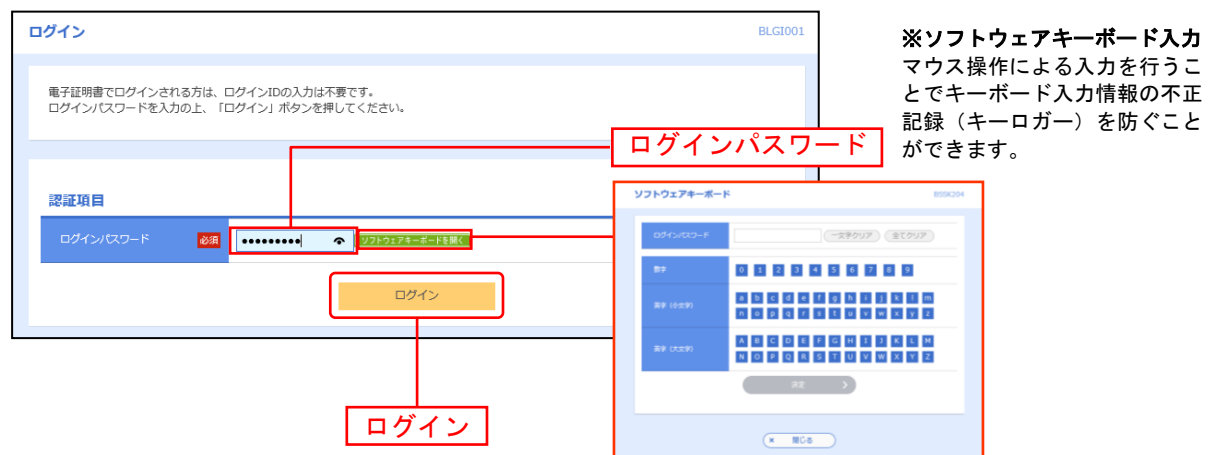 ログイン
BLGI001
電子証明書でログインされる方は、ログインIDの入力は不要です。
ログインパスワードを入力の上、「ログイン」ボタンを押してください。
認証項目
ログインパスワード
必須
•••••••••
ソフトウェアキーボードを開く
ログイン
ログインパスワード
ログイン
※ソフトウェアキーボード入力
マウス操作による入力を行うこ
とでキーボード入力情報の不正
記録（キーロガー）を防ぐこと
ができます。
ソフトウェアキーボード
BSSK204
ログインパスワード
一文字クリア
全てクリア
数字
0 1 2 3 4 5 6 7 8 9
英字 (小文字)
a b c d e f g h i j k l m
n o p q r s t u v w x y z
英字 (大文字)
A B C D E F G H I J K L M
N O P Q R S T U V W X Y Z
決定
× 閉じる